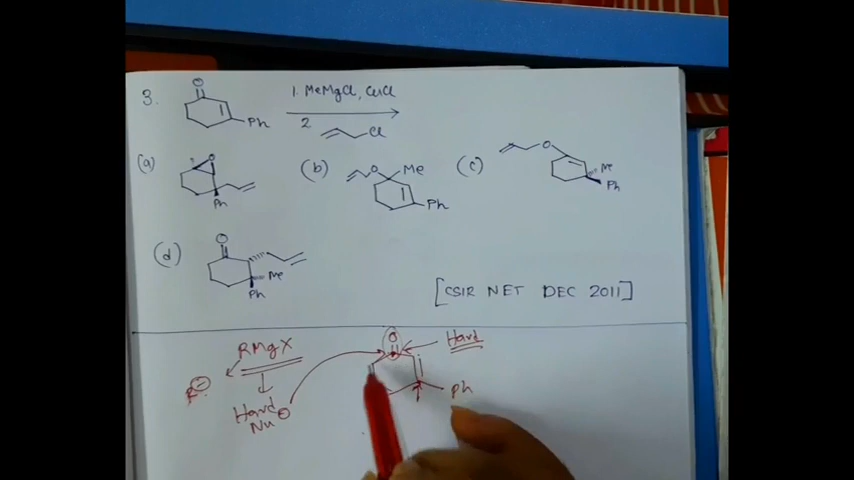 3.
O
Ph
1. MeMgCl, CuCl
2
Cl
(a)
O
Ph
(b)
O
Me
Ph
(c)
O
Me
Ph
(d)
O
Me
Ph
[CSIR NET DEC 2011]
RMgX
R⊖
Hard
Nu⊖
O
Hard
Ph